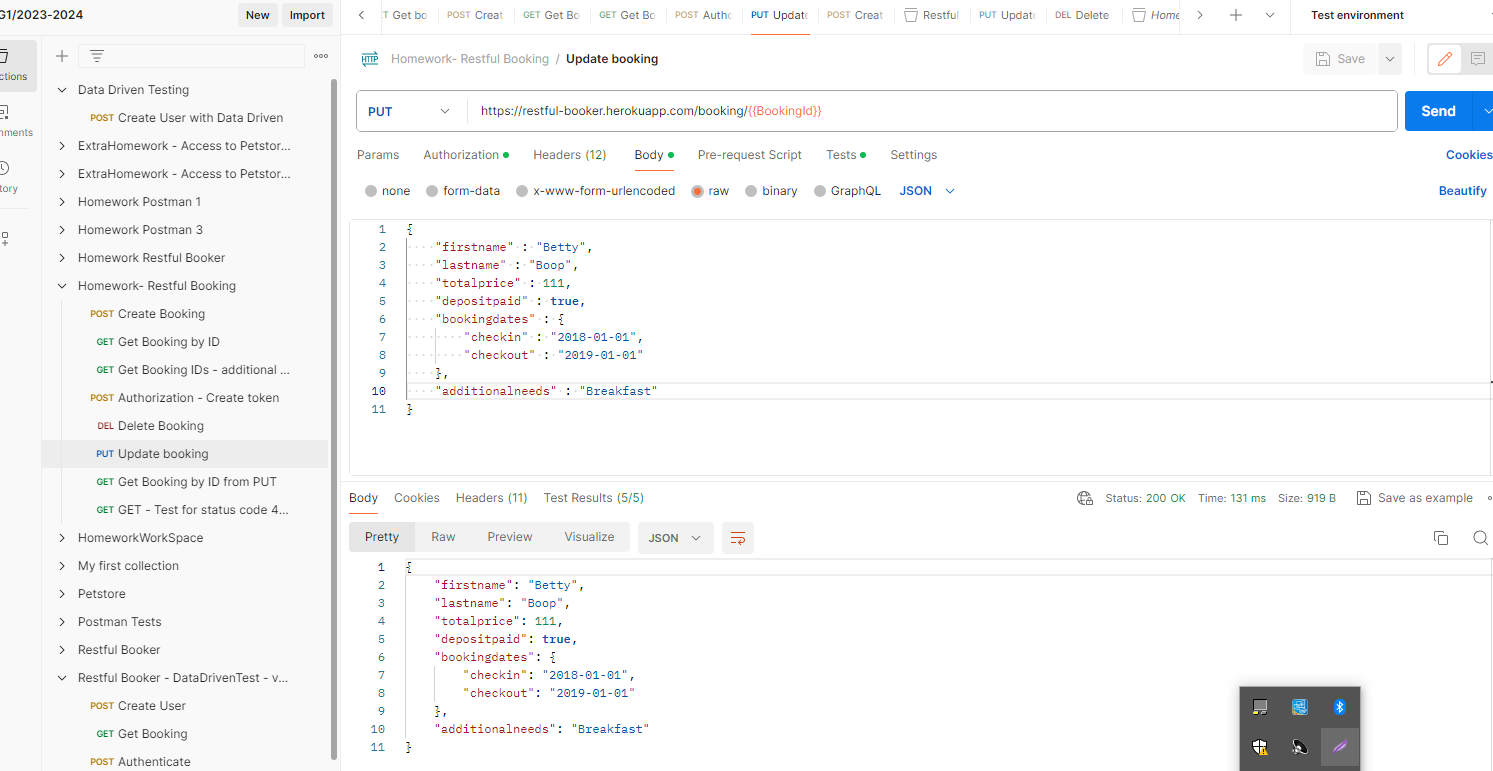 G1/2023-2024 New Import
T Get bo POST Creat GET Get Bo GET Get Bo POST Autho PUT Update POST Creat Restful PUT Update DEL Delete Home Test environment
Homework- Restful Booking / Update booking Save
PUT https://restful-booker.herokuapp.com/booking/{{BookingId}} Send
Params Authorization Headers (12) Body Pre-request Script Tests Settings Cookies
none form-data x-www-form-urlencoded raw binary GraphQL JSON Beautify
ctions
mments
tory
Data Driven Testing
POST Create User with Data Driven
ExtraHomework - Access to Petstor...
ExtraHomework - Access to Petstor...
Homework Postman 1
Homework Postman 3
Homework Restful Booker
Homework- Restful Booking
POST Create Booking
GET Get Booking by ID
GET Get Booking IDs - additional ...
POST Authorization - Create token
DEL Delete Booking
PUT Update booking
GET Get Booking by ID from PUT
GET GET - Test for status code 4...
HomeworkWorkSpace
My first collection
Petstore
Postman Tests
Restful Booker
Restful Booker - DataDrivenTest - v...
POST Create User
GET Get Booking
POST Authenticate
1 {
2 "firstname" : "Betty",
3 "lastname" : "Boop",
4 "totalprice" : 111,
5 "depositpaid" : true,
6 "bookingdates" : {
7 "checkin" : "2018-01-01",
8 "checkout" : "2019-01-01"
9 },
10 "additionalneeds" : "Breakfast"
11 }
Body Cookies Headers (11) Test Results (5/5) Status: 200 OK Time: 131 ms Size: 919 B Save as example
Pretty Raw Preview Visualize JSON
1 {
2 "firstname": "Betty",
3 "lastname": "Boop",
4 "totalprice": 111,
5 "depositpaid": true,
6 "bookingdates": {
7 "checkin": "2018-01-01",
8 "checkout": "2019-01-01"
9 },
10 "additionalneeds": "Breakfast"
11 }